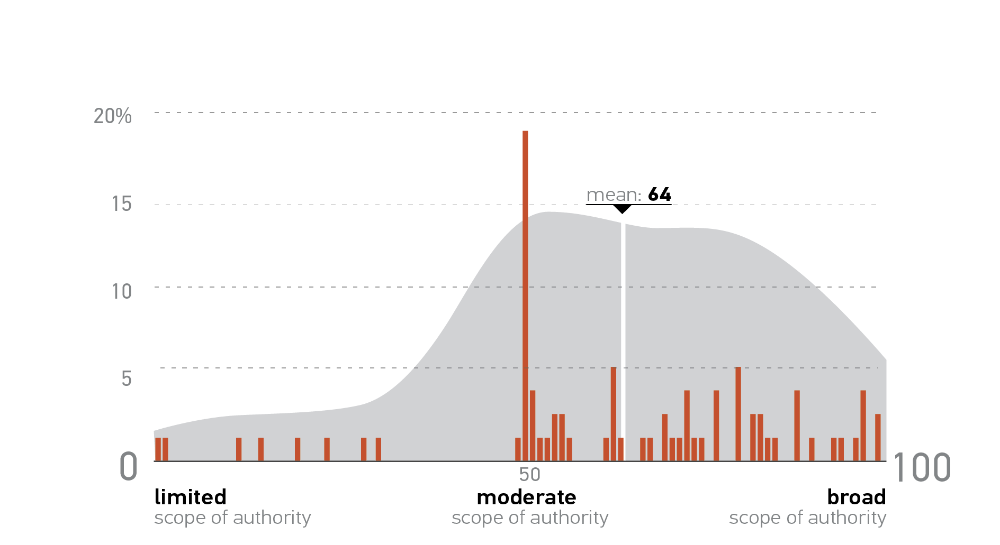 20%
mean: 64
15
10
5
0
50
100
limited
scope of authority
moderate
scope of authority
broad
scope of authority